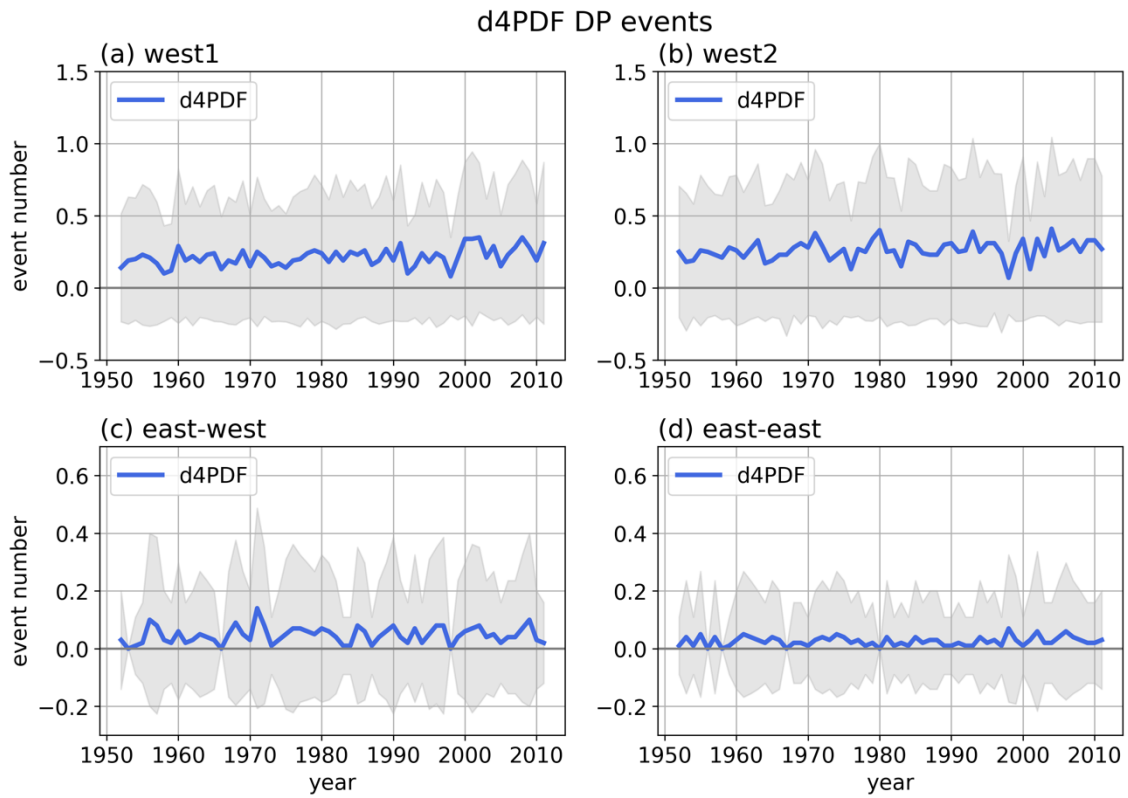 d4PDF DP events
(a) west1
1.5
1.0
0.5
0.0
−0.5
event number
d4PDF
1950 1960 1970 1980 1990 2000 2010
(b) west2
1.5
1.0
0.5
0.0
−0.5
d4PDF
1950 1960 1970 1980 1990 2000 2010
(c) east-west
0.6
0.4
0.2
0.0
−0.2
event number
d4PDF
1950 1960 1970 1980 1990 2000 2010
year
(d) east-east
0.6
0.4
0.2
0.0
−0.2
d4PDF
1950 1960 1970 1980 1990 2000 2010
year